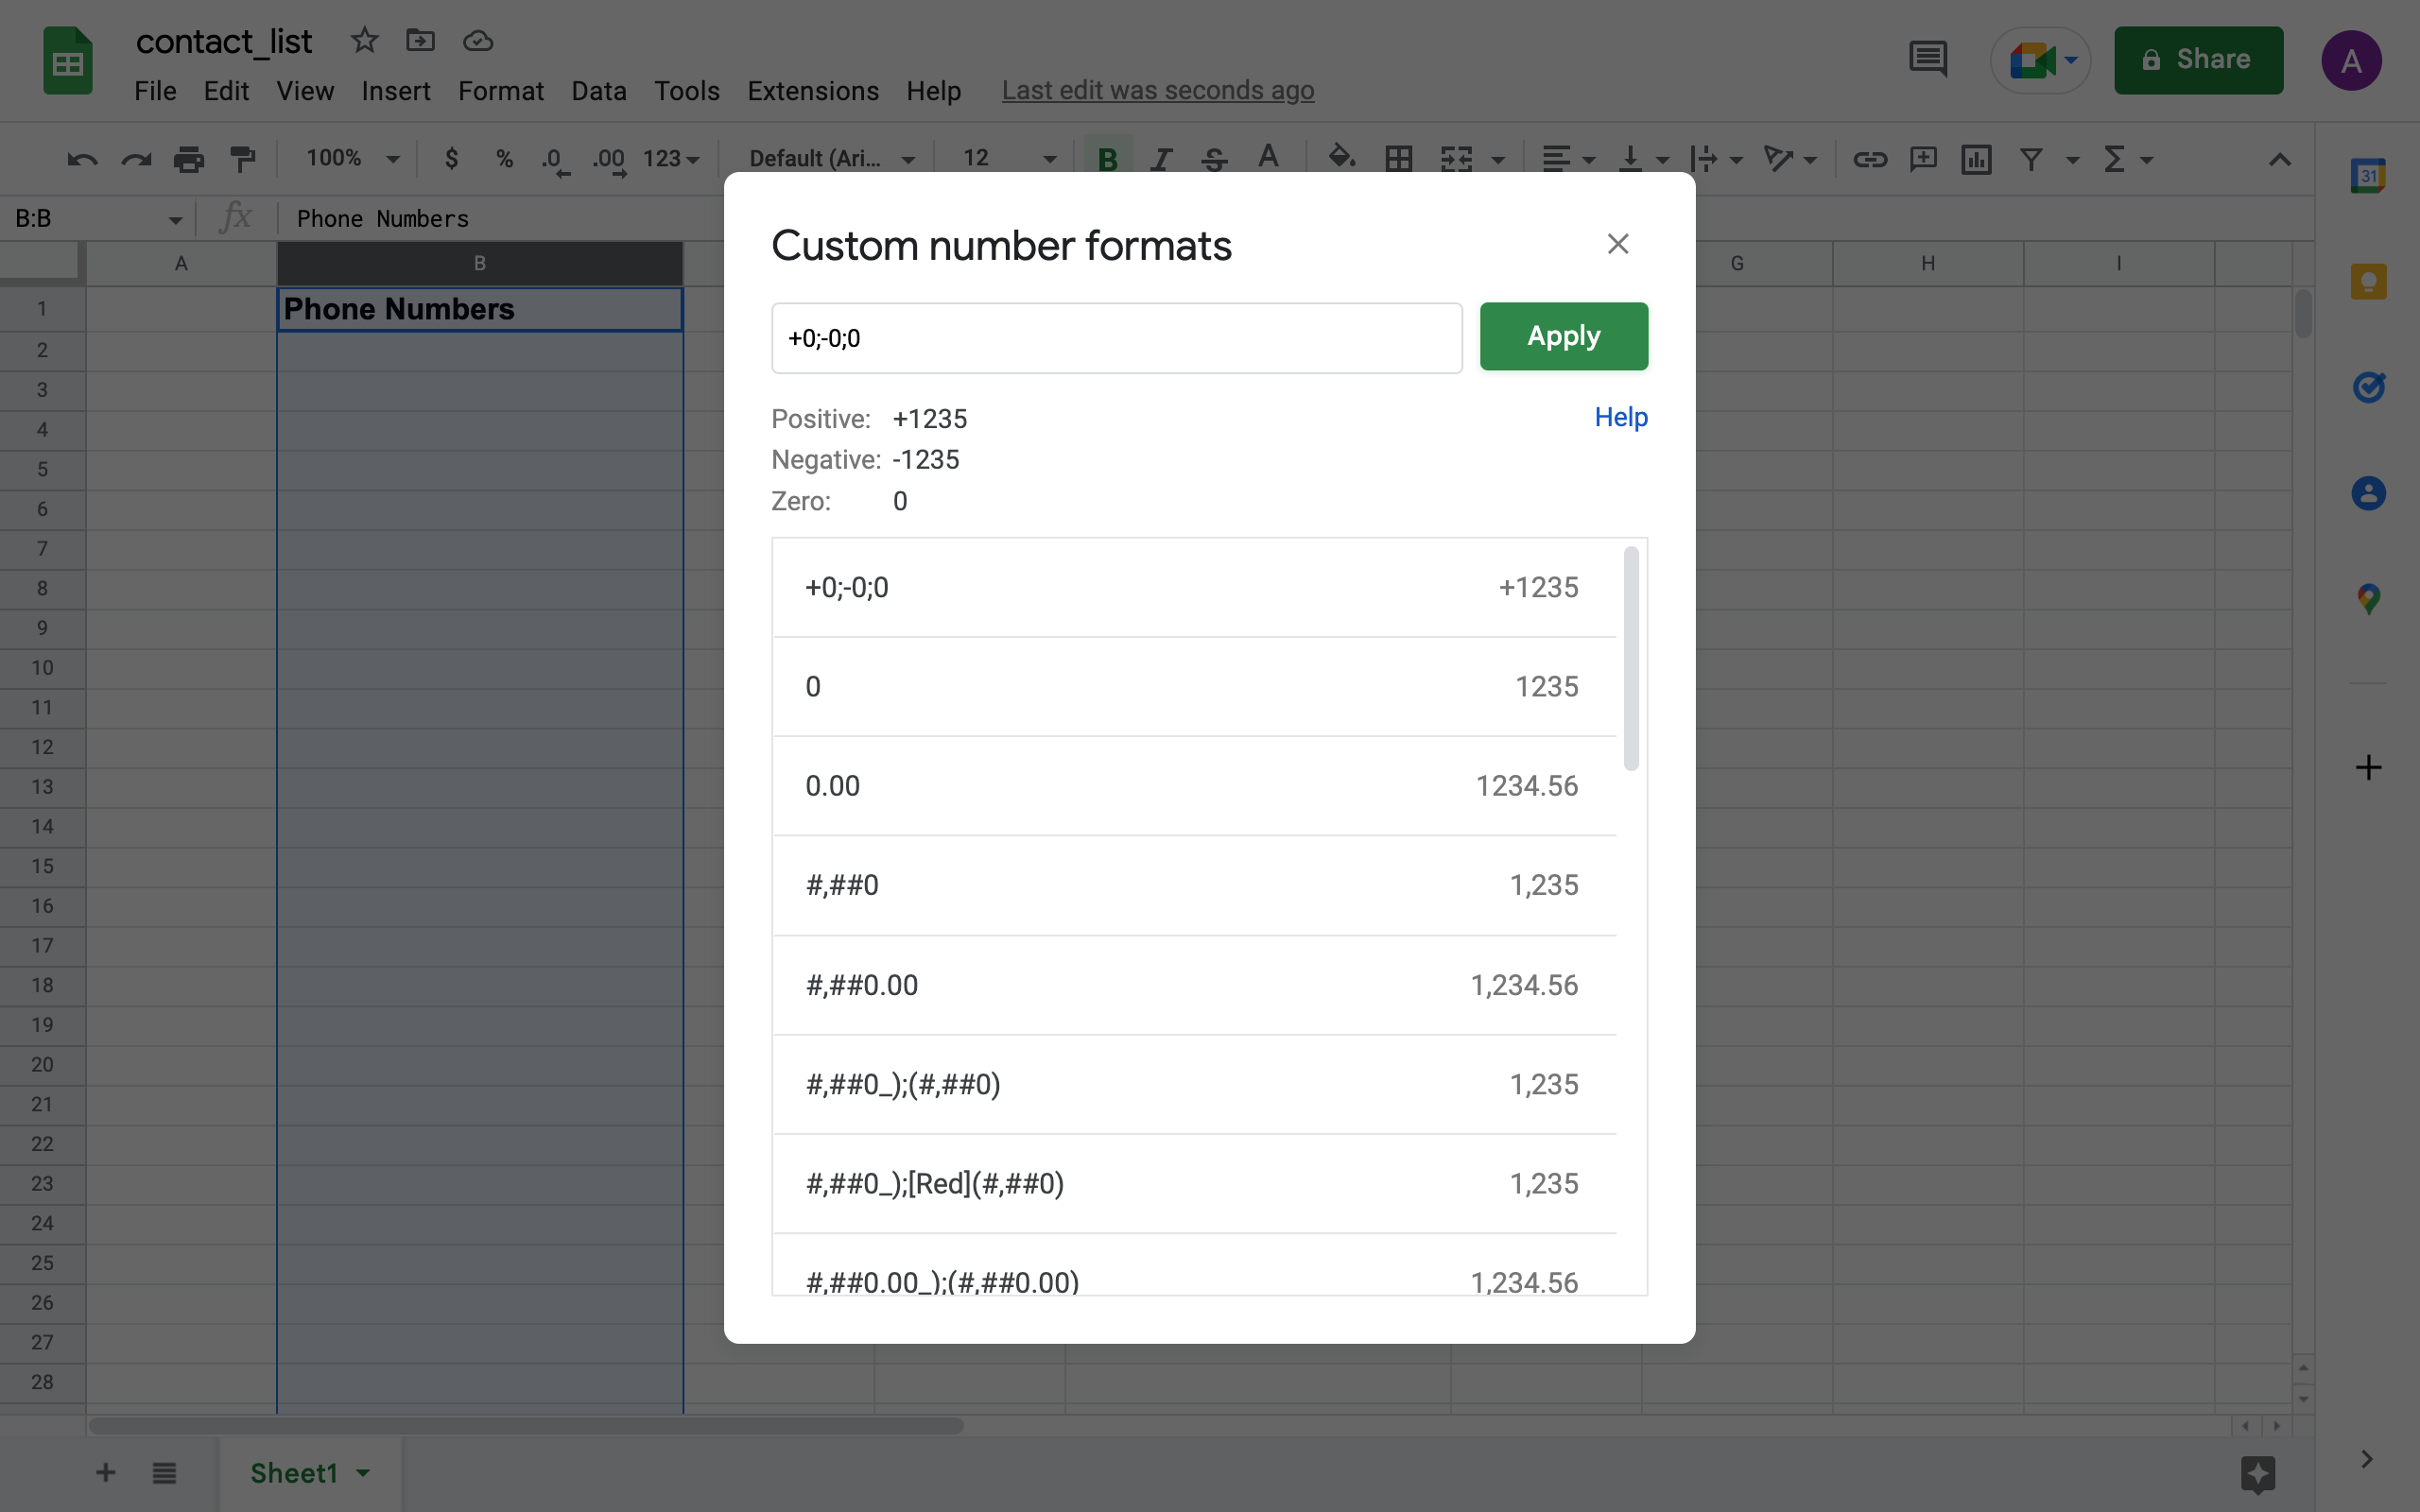 contact_list
File Edit View Insert Format Data Tools Extensions Help Last edit was seconds ago
Share
A
100% $ % .0 .00 123 Default (Ari... 12 B I S A
31
B:B fx Phone Numbers
A B G H I
1 Phone Numbers
2
3
4
5
6
7
8
9
10
11
12
13
14
15
16
17
18
19
20
21
22
23
24
25
26
27
28
Custom number formats
+0;-0;0 Apply
Positive: +1235 Help
Negative: -1235
Zero: 0
+0;-0;0 +1235
0 1235
0.00 1234.56
#,##0 1,235
#,##0.00 1,234.56
#,##0_);(#,##0) 1,235
#,##0_);[Red](#,##0) 1,235
#,##0.00_);(#,##0.00) 1,234.56
Sheet1